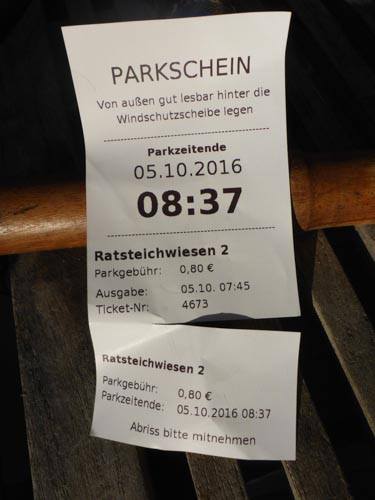 PARKSCHEIN
Von außen gut lesbar hinter die
Windschutzscheibe legen
Parkzeitende
05.10.2016
08:37
Ratsteichwiesen 2
Parkgebühr: 0,80 €
Ausgabe: 05.10. 07:45
Ticket-Nr: 4673
Ratsteichwiesen 2
Parkgebühr: 0,80 €
Parkzeitende: 05.10.2016 08:37
Abriss bitte mitnehmen